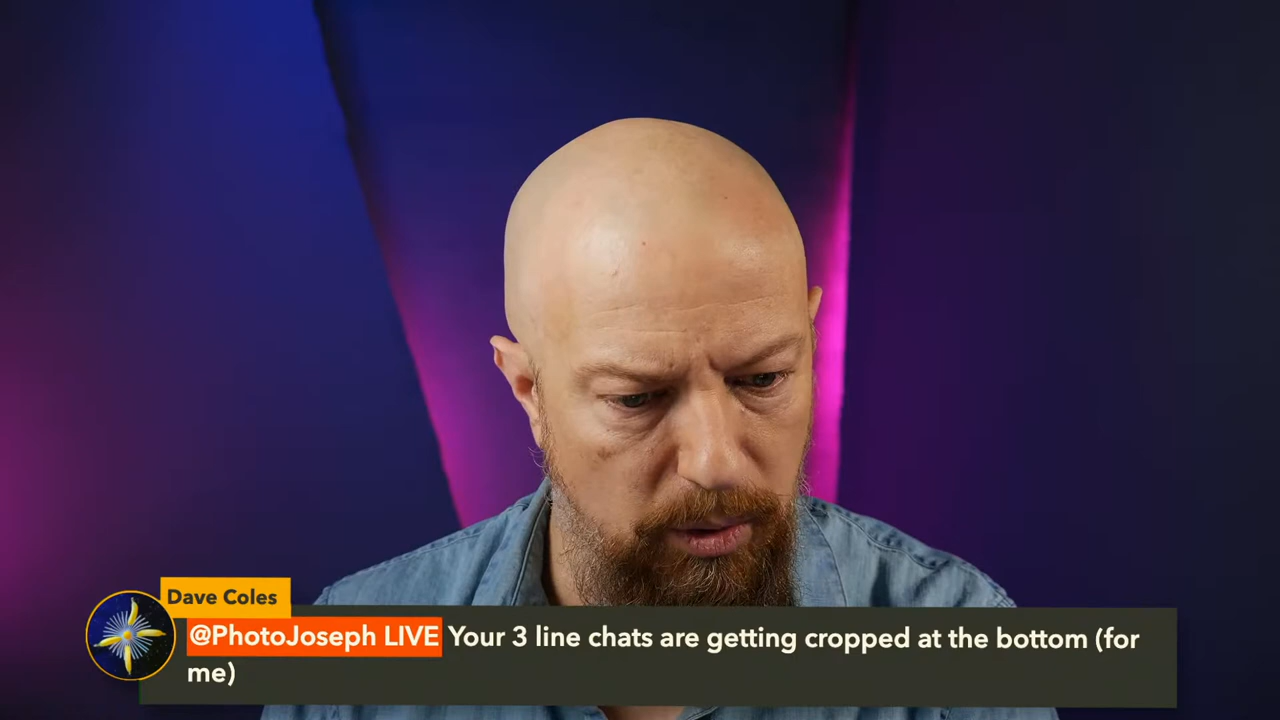 Dave Coles
@PhotoJoseph LIVE Your 3 line chats are getting cropped at the bottom (for
me)